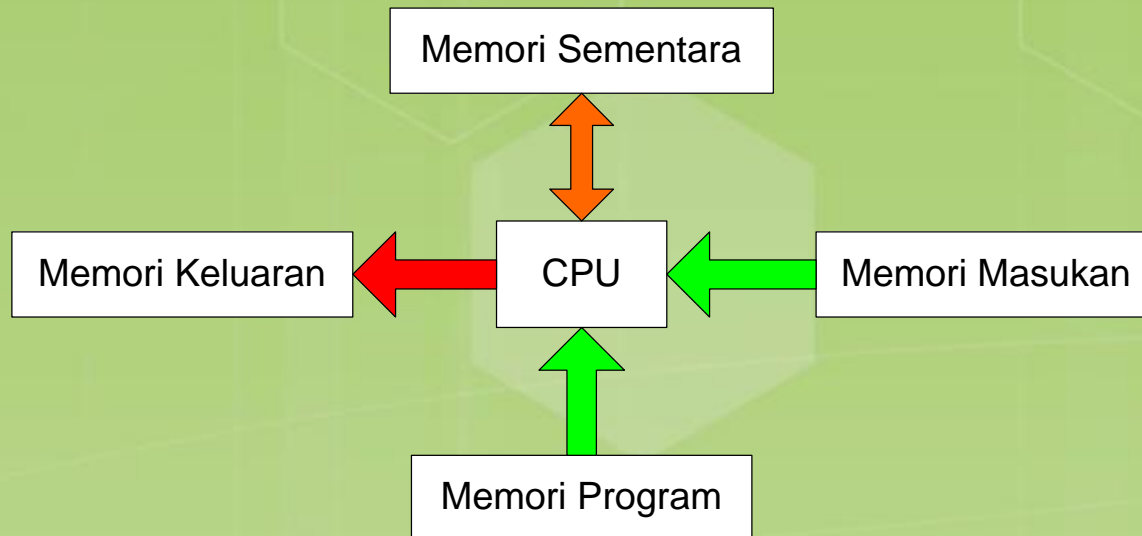 Memori Sementara
Memori Keluaran
CPU
Memori Masukan
Memori Program